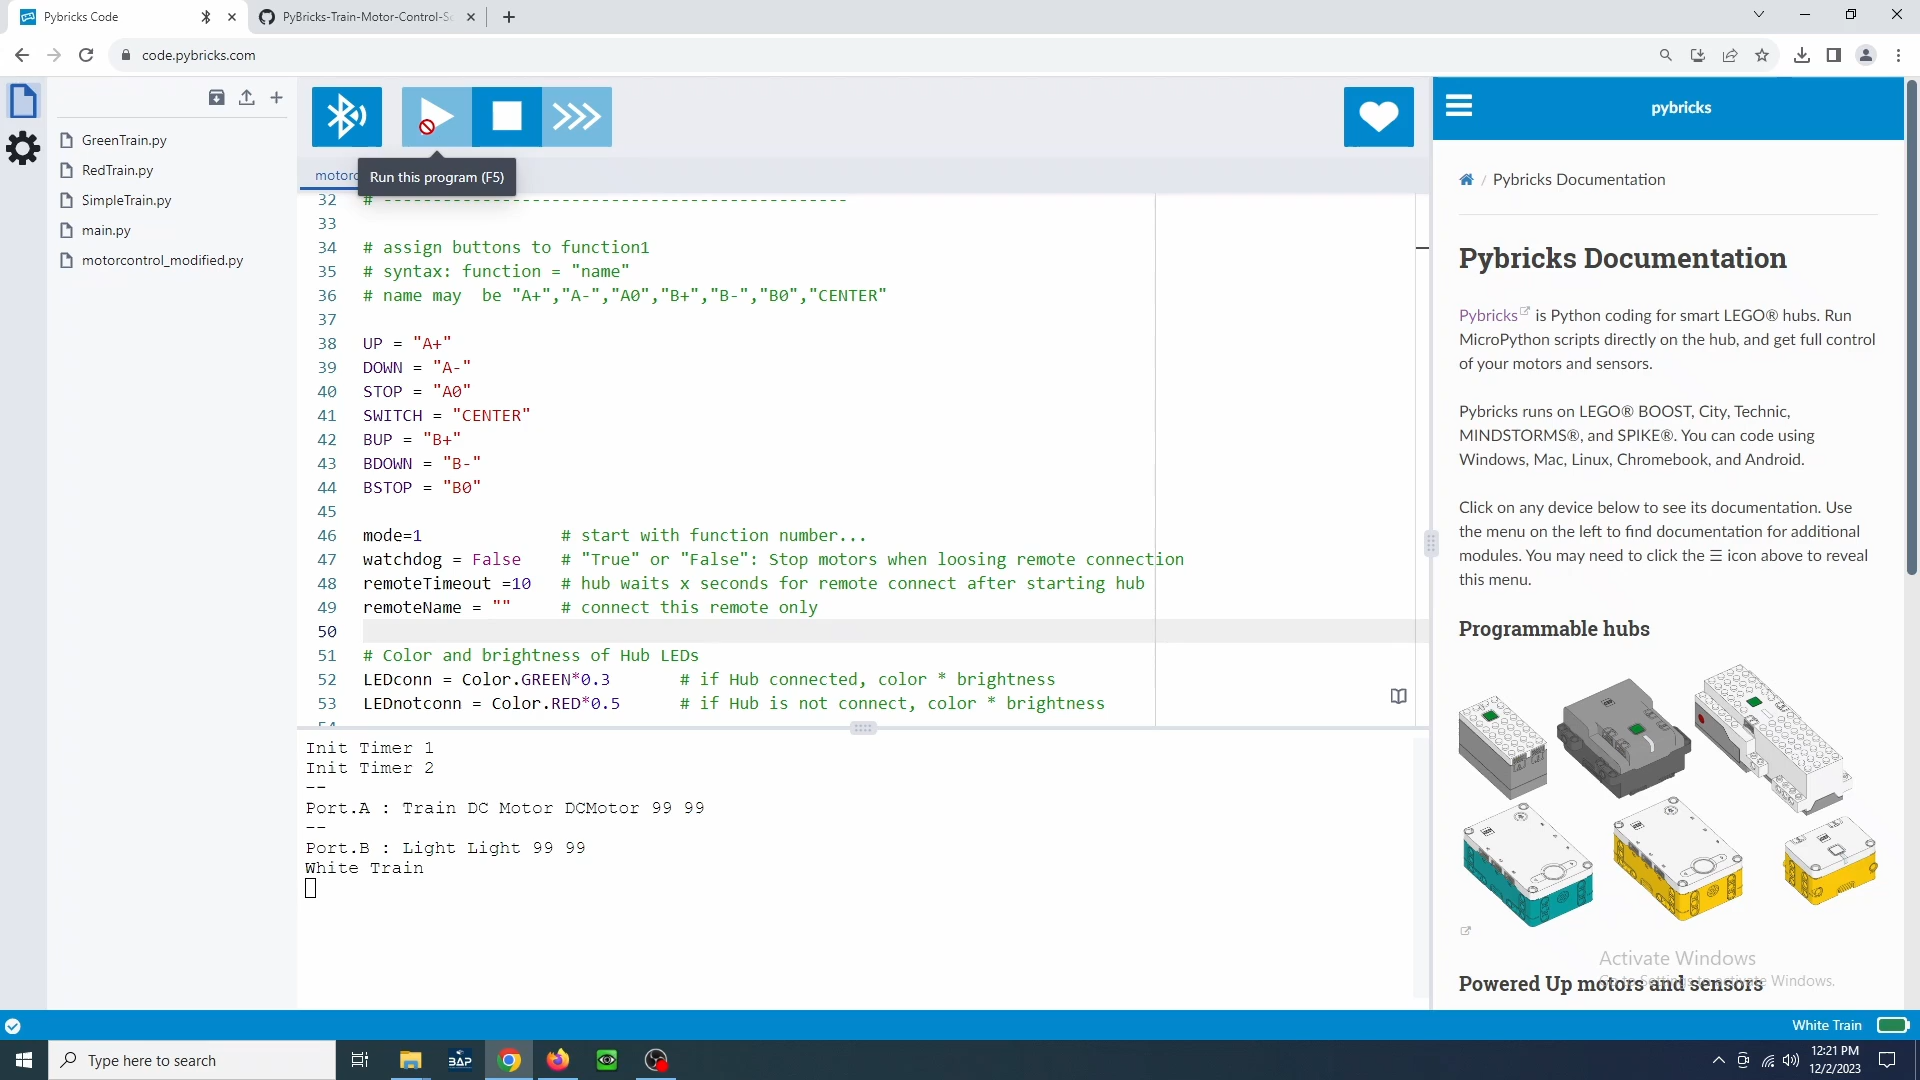 Pybricks Code
PyBricks-Train-Motor-Control-Sc
code.pybricks.com
GreenTrain.py
RedTrain.py
SimpleTrain.py
main.py
motorcontrol_modified.py
motorc
Run this program (F5)
32 # -----------------------------------------------
33
34 # assign buttons to function1
35 # syntax: function = "name"
36 # name may  be "A+","A-","A0","B+","B-","B0","CENTER"
37
38 UP = "A+"
39 DOWN = "A-"
40 STOP = "A0"
41 SWITCH = "CENTER"
42 BUP = "B+"
43 BDOWN = "B-"
44 BSTOP = "B0"
45
46 mode=1 # start with function number...
47 watchdog = False # "True" or "False": Stop motors when loosing remote connection
48 remoteTimeout =10 # hub waits x seconds for remote connect after starting hub
49 remoteName = "" # connect this remote only
50
51 # Color and brightness of Hub LEDs
52 LEDconn = Color.GREEN*0.3 # if Hub connected, color * brightness
53 LEDnotconn = Color.RED*0.5 # if Hub is not connect, color * brightness
Init Timer 1
Init Timer 2
--
Port.A : Train DC Motor DCMotor 99 99
--
Port.B : Light Light 99 99
White Train
pybricks
/ Pybricks Documentation
Pybricks Documentation
Pybricks is Python coding for smart LEGO® hubs. Run
MicroPython scripts directly on the hub, and get full control
of your motors and sensors.
Pybricks runs on LEGO® BOOST, City, Technic,
MINDSTORMS®, and SPIKE®. You can code using
Windows, Mac, Linux, Chromebook, and Android.
Click on any device below to see its documentation. Use
the menu on the left to find documentation for additional
modules. You may need to click the ☰ icon above to reveal
this menu.
Programmable hubs
Activate Windows
Go to Settings to activate Windows.
Powered Up motors and sensors
White Train
Type here to search
BAP
12:21 PM
12/2/2023